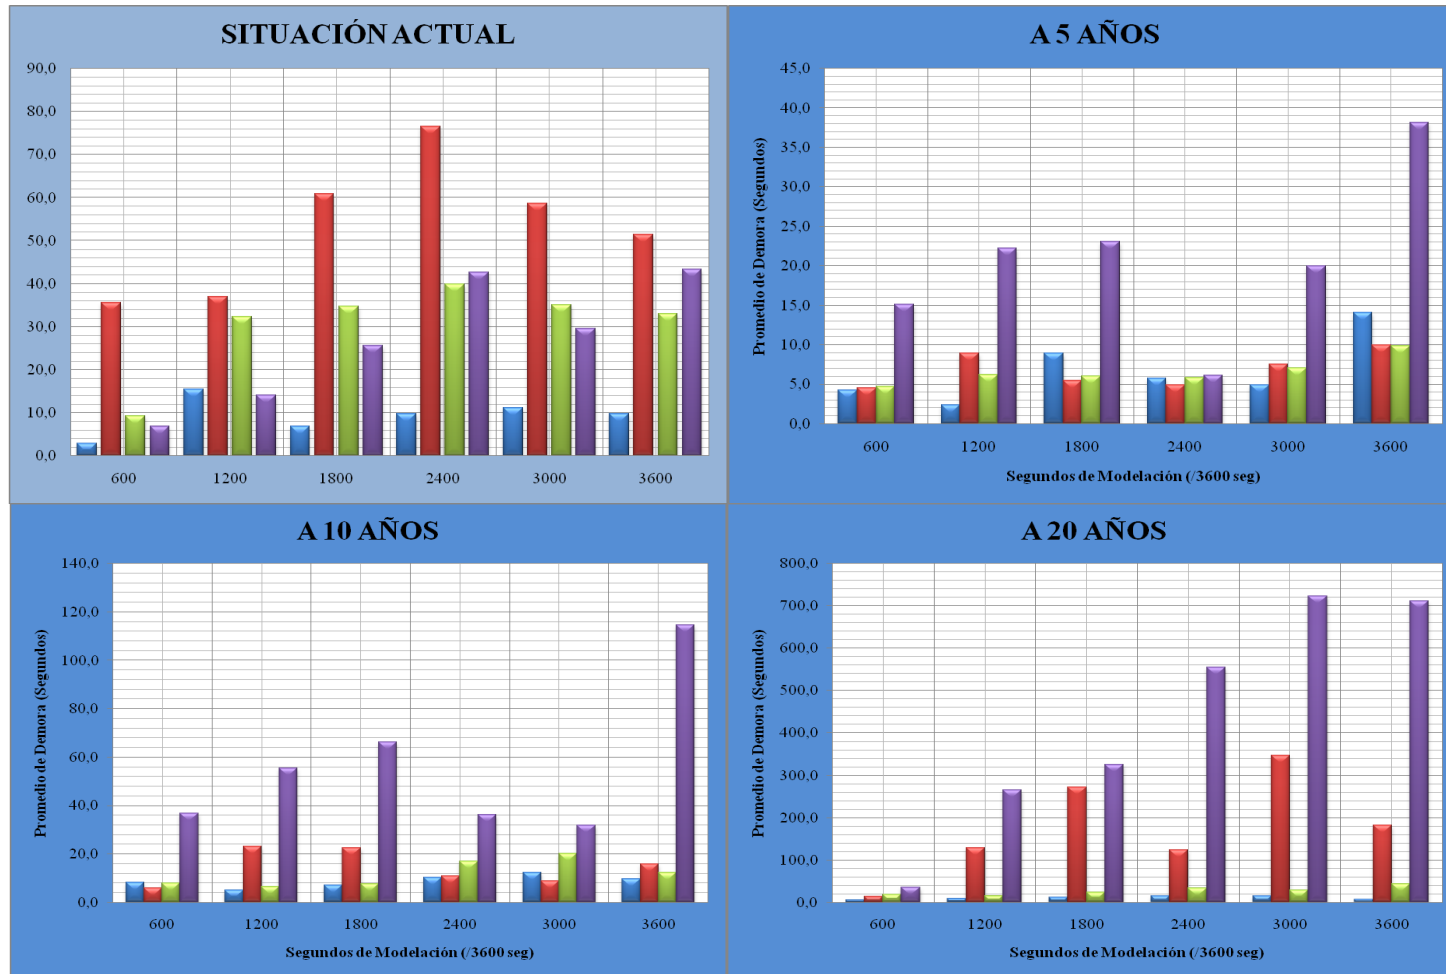 SITUACIÓN ACTUAL
90,0
80,0
70,0
60,0
50,0
40,0
30,0
20,0
10,0
0,0
600 1200 1800 2400 3000 3600
A 5 AÑOS
Promedio de Demora (Segundos)
45,0
40,0
35,0
30,0
25,0
20,0
15,0
10,0
5,0
0,0
600 1200 1800 2400 3000 3600
Segundos de Modelación (/3600 seg)
A 10 AÑOS
Promedio de Demora (Segundos)
140,0
120,0
100,0
80,0
60,0
40,0
20,0
0,0
600 1200 1800 2400 3000 3600
Segundos de Modelación (/3600 seg)
A 20 AÑOS
Promedio de Demora (Segundos)
800,0
700,0
600,0
500,0
400,0
300,0
200,0
100,0
0,0
600 1200 1800 2400 3000 3600
Segundos de Modelación (/3600 seg)